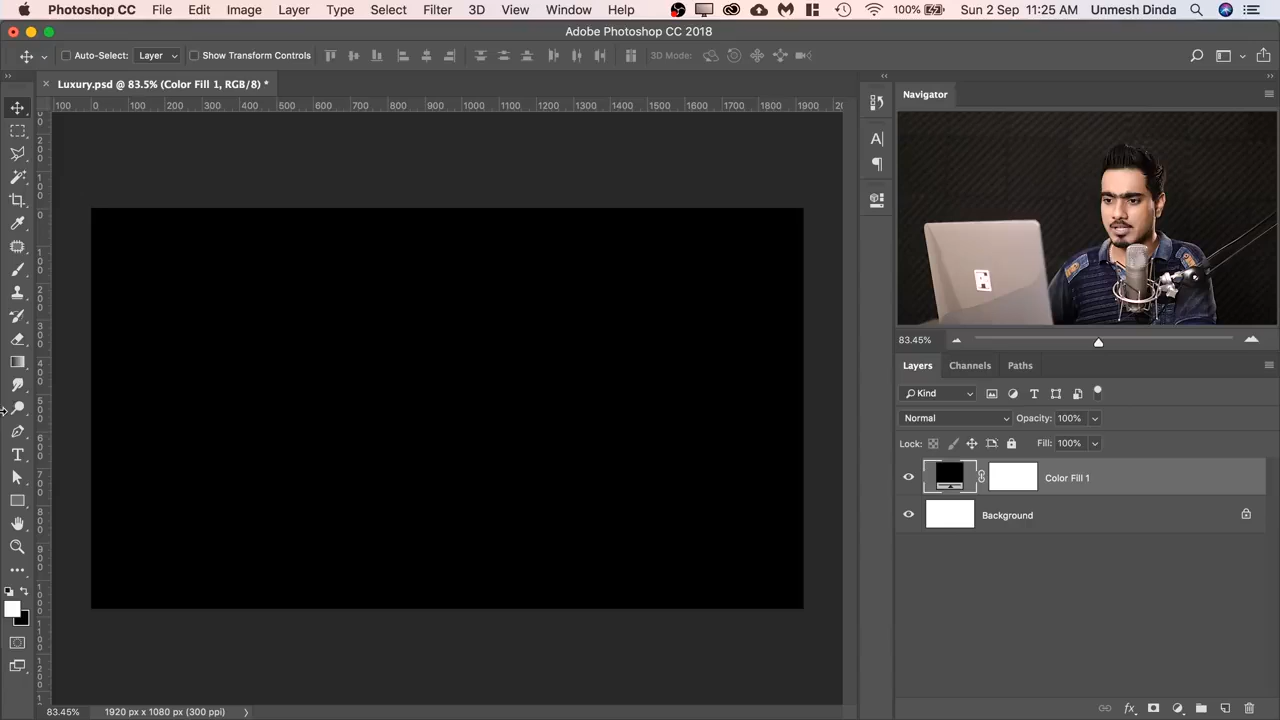 Photoshop CC File Edit Image Layer Type Select Filter 3D View Window Help 100% Sun 2 Sep 11:25 AM Unmesh Dinda
Adobe Photoshop CC 2018
Auto-Select: Layer Show Transform Controls 3D Mode:
Luxury.psd @ 83.5% (Color Fill 1, RGB/8) *
100 0 100 200 300 400 500 600 700 800 900 1000 1100 1200 1300 1400 1500 1600 1700 1800 1900
Navigator
83.45%
Layers Channels Paths
Kind
Normal Opacity: 100%
Lock: Fill: 100%
Color Fill 1
Background
83.45% 1920 px x 1080 px (300 ppi)